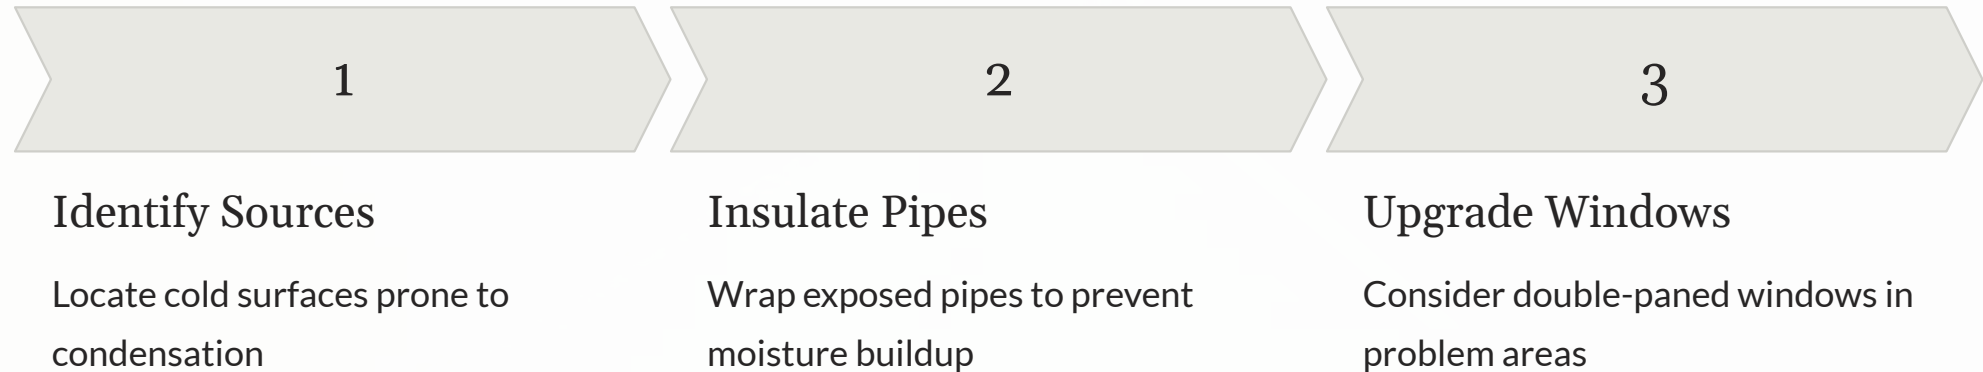 1
Identify Sources
Locate cold surfaces prone to
condensation
2
Insulate Pipes
Wrap exposed pipes to prevent
moisture buildup
3
Upgrade Windows
Consider double-paned windows in
problem areas